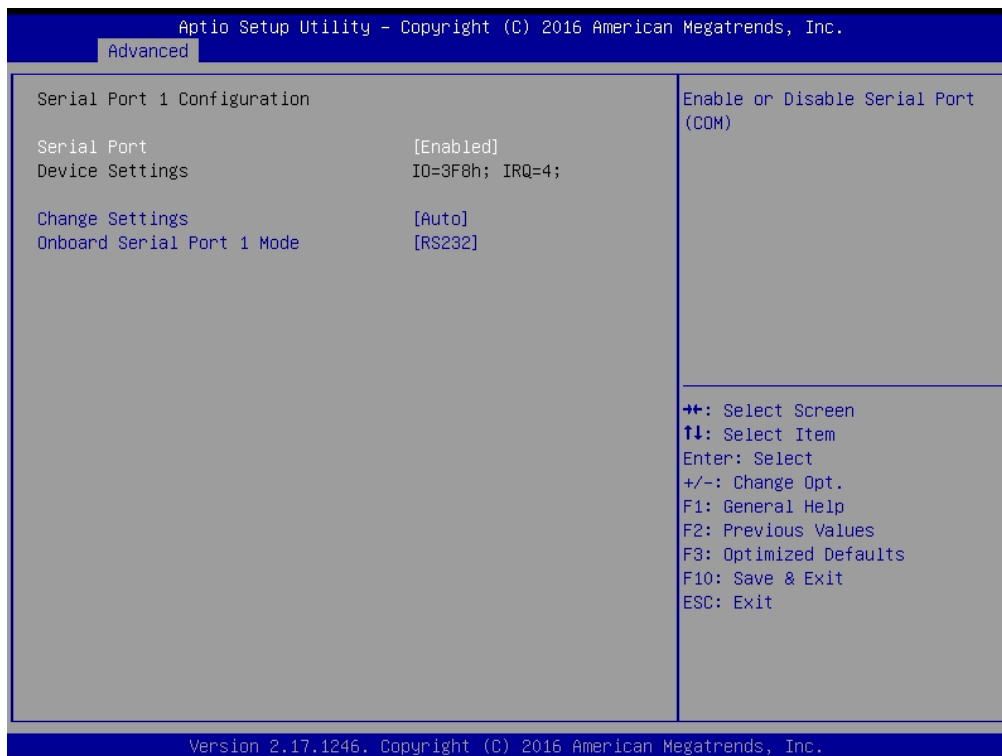 Aptio Setup Utility – Copyright (C) 2016 American Megatrends, Inc.
Advanced
Serial Port 1 Configuration
Serial Port [Enabled]
Device Settings IO=3F8h; IRQ=4;
Change Settings [Auto]
Onboard Serial Port 1 Mode [RS232]
Enable or Disable Serial Port
(COM)
→←: Select Screen
↑↓: Select Item
Enter: Select
+/-: Change Opt.
F1: General Help
F2: Previous Values
F3: Optimized Defaults
F10: Save & Exit
ESC: Exit
Version 2.17.1246. Copyright (C) 2016 American Megatrends, Inc.